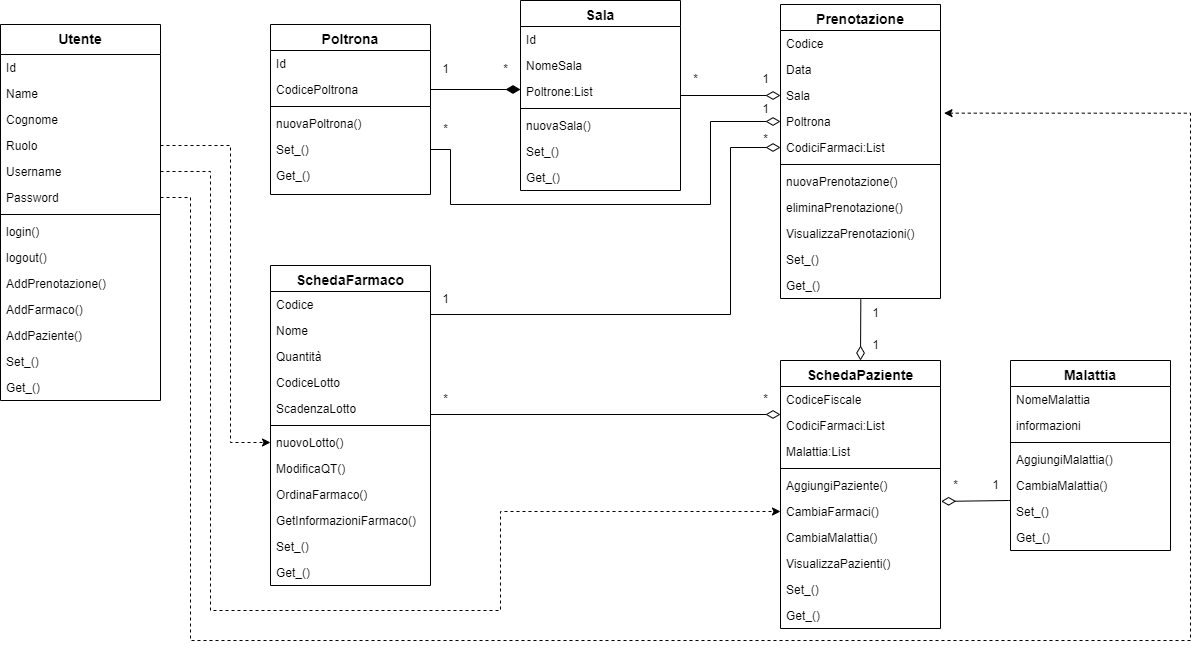 Utente
Id
Name
Cognome
Ruolo
Username
Password
login()
logout()
AddPrenotazione()
AddFarmaco()
AddPaziente()
Set_()
Get_()
Poltrona
Id
CodicePoltrona
nuovaPoltrona()
Set_()
Get_()
1
*
*
Sala
Id
NomeSala
Poltrone:List
nuovaSala()
Set_()
Get_()
*
1
1
*
Prenotazione
Codice
Data
Sala
Poltrona
CodiciFarmaci:List
nuovaPrenotazione()
eliminaPrenotazione()
VisualizzaPrenotazioni()
Set_()
Get_()
1
1
SchedaFarmaco
Codice
Nome
Quantità
CodiceLotto
ScadenzaLotto
nuovoLotto()
ModificaQT()
OrdinaFarmaco()
GetInformazioniFarmaco()
Set_()
Get_()
1
*
*
SchedaPaziente
CodiceFiscale
CodiciFarmaci:List
Malattia:List
AggiungiPaziente()
CambiaFarmaci()
CambiaMalattia()
VisualizzaPazienti()
Set_()
Get_()
*
1
Malattia
NomeMalattia
informazioni
AggiungiMalattia()
CambiaMalattia()
Set_()
Get_()